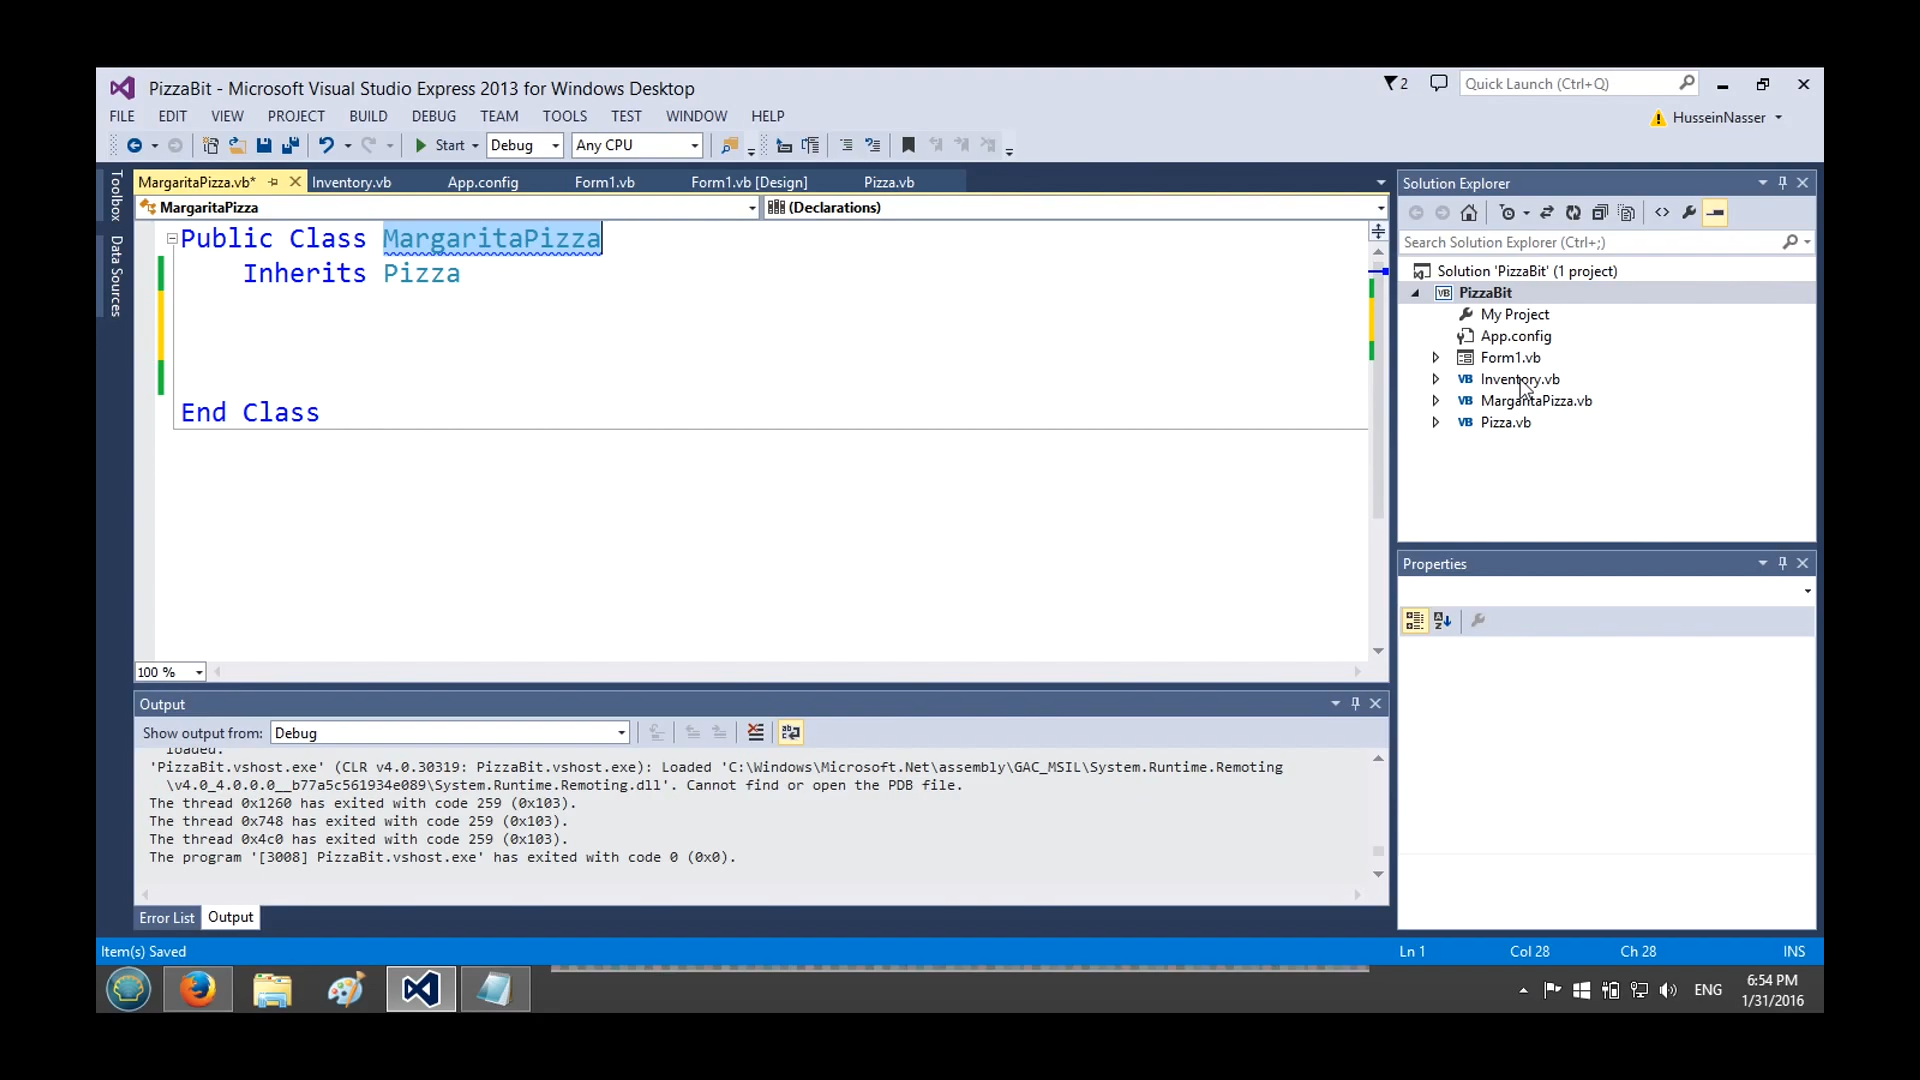 PizzaBit - Microsoft Visual Studio Express 2013 for Windows Desktop
2
Quick Launch (Ctrl+Q)
FILE EDIT VIEW PROJECT BUILD DEBUG TEAM TOOLS TEST WINDOW HELP
HusseinNasser
Start Debug Any CPU
Toolbox
Data Sources
MargaritaPizza.vb* Inventory.vb App.config Form1.vb Form1.vb [Design] Pizza.vb
MargaritaPizza (Declarations)
Public Class MargaritaPizza
Inherits Pizza
End Class
100 %
Solution Explorer
Search Solution Explorer (Ctrl+;)
Solution 'PizzaBit' (1 project)
VB PizzaBit
My Project
App.config
Form1.vb
VB Inventory.vb
VB MargaritaPizza.vb
VB Pizza.vb
Properties
Output
Show output from: Debug
loaded.
'PizzaBit.vshost.exe' (CLR v4.0.30319: PizzaBit.vshost.exe): Loaded 'C:\Windows\Microsoft.Net\assembly\GAC_MSIL\System.Runtime.Remoting
\v4.0_4.0.0.0__b77a5c561934e089\System.Runtime.Remoting.dll'. Cannot find or open the PDB file.
The thread 0x1260 has exited with code 259 (0x103).
The thread 0x748 has exited with code 259 (0x103).
The thread 0x4c0 has exited with code 259 (0x103).
The program '[3008] PizzaBit.vshost.exe' has exited with code 0 (0x0).
Error List Output
Item(s) Saved Ln 1 Col 28 Ch 28 INS
ENG
6:54 PM
1/31/2016